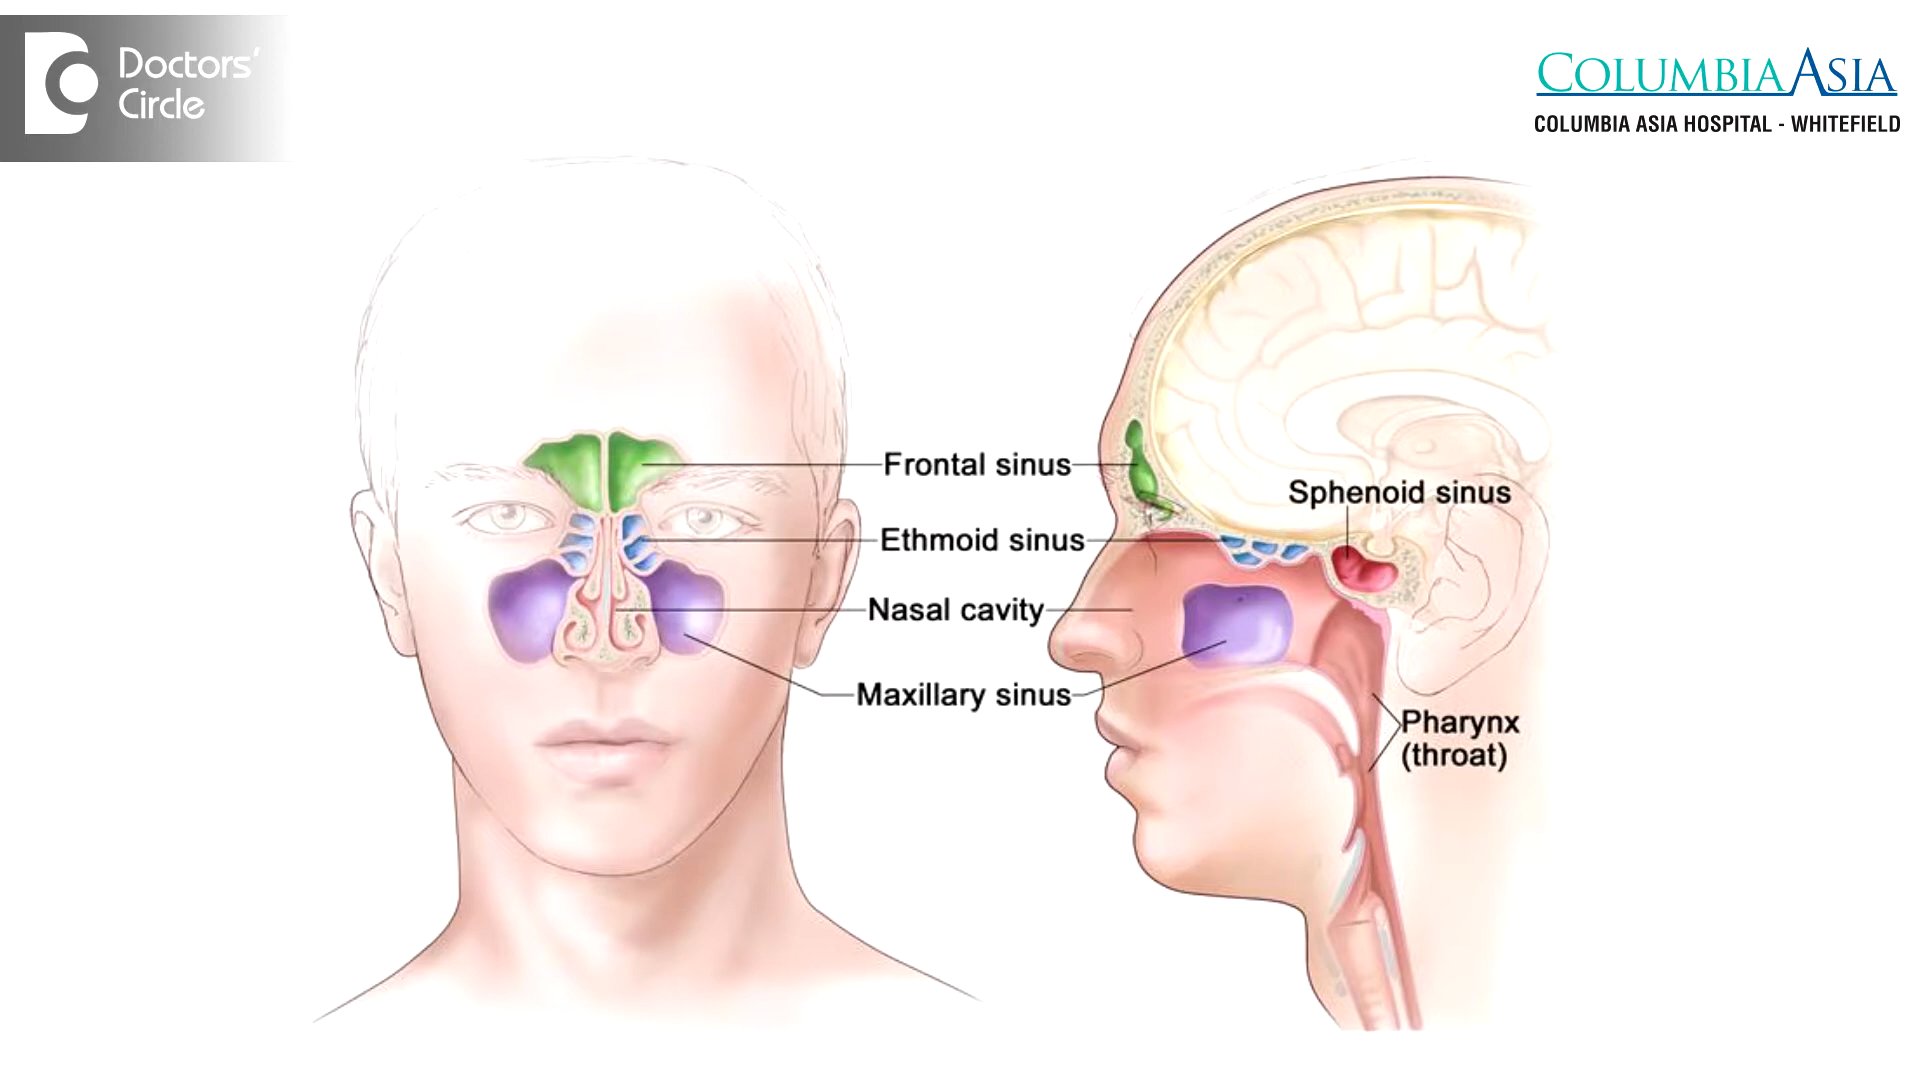 Doctors'
Circle
COLUMBIA ASIA
COLUMBIA ASIA HOSPITAL - WHITEFIELD
Frontal sinus
Sphenoid sinus
Ethmoid sinus
Nasal cavity
Maxillary sinus
Pharynx
(throat)